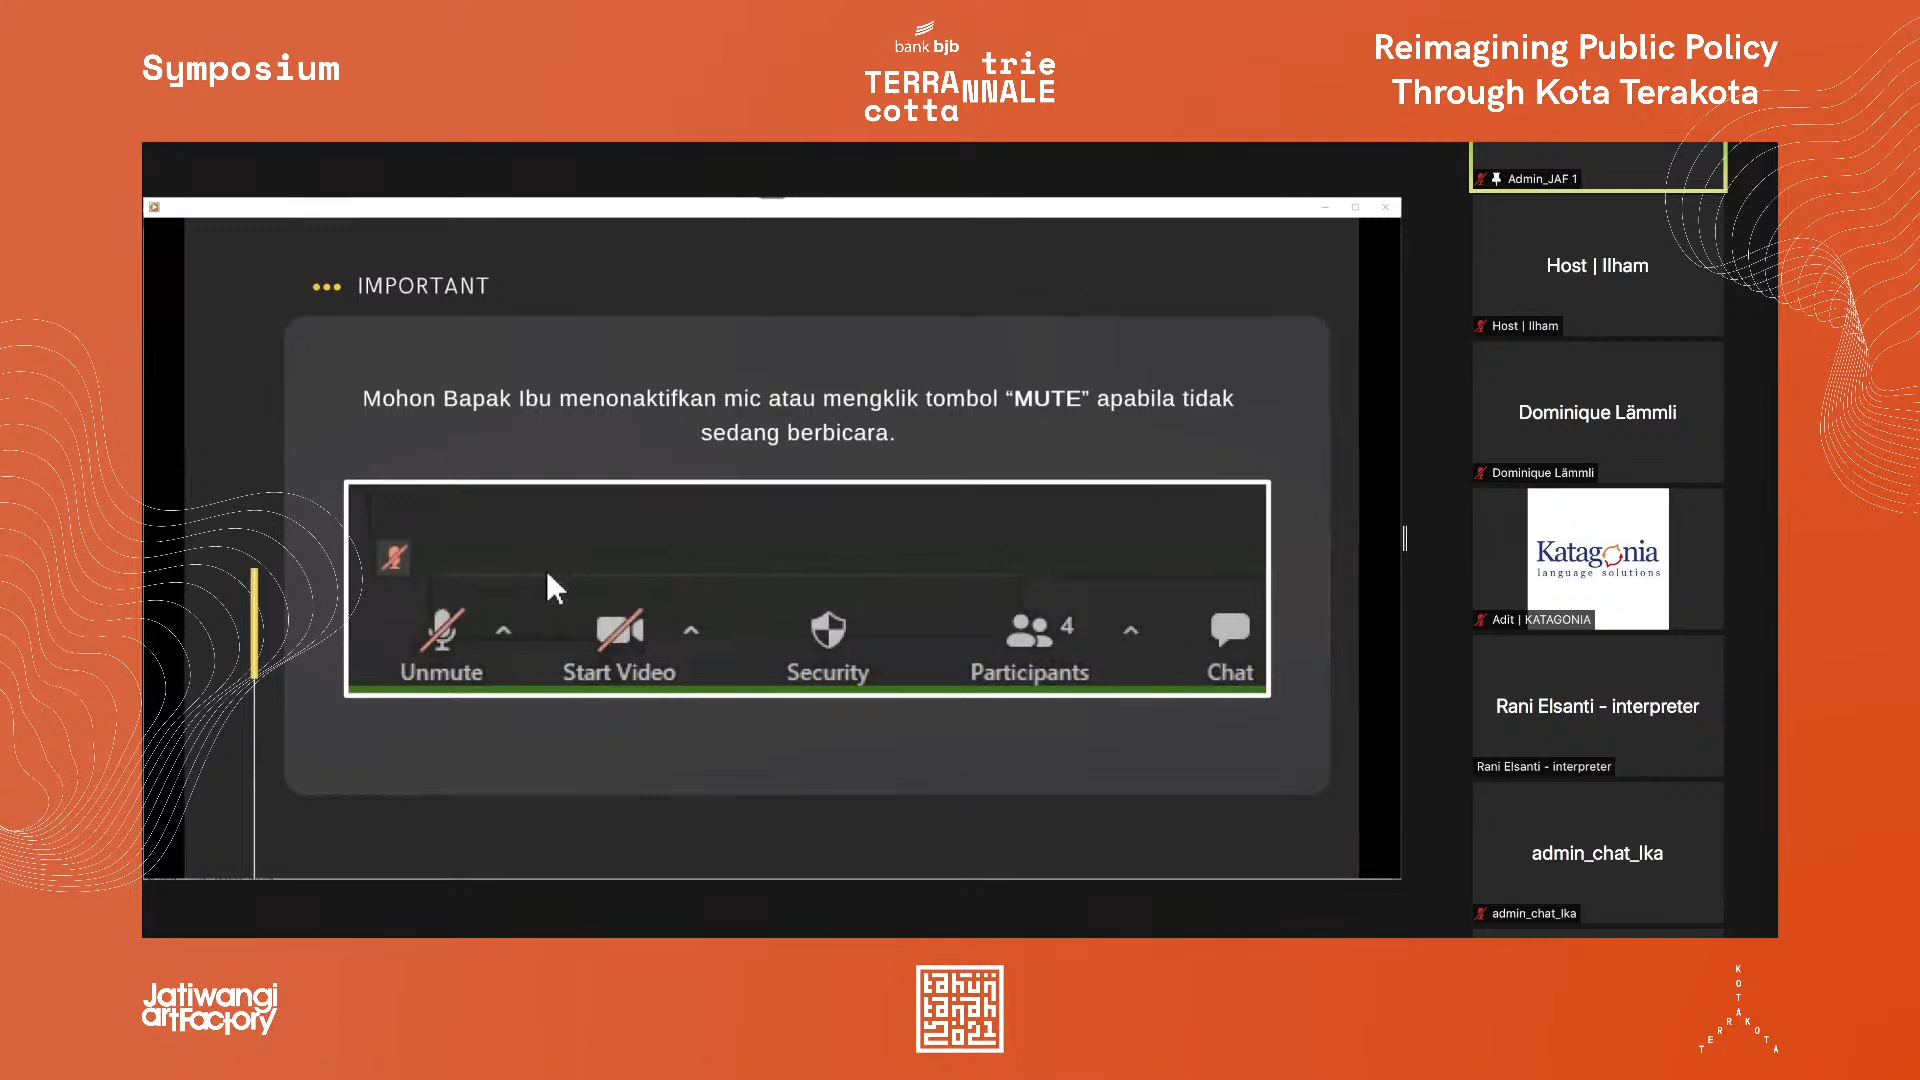 Symposium
bank bjb
TERRA trie
cotta NNALE
Reimagining Public Policy
Through Kota Terakota
Admin_JAF 1
Host | Ilham
Host | Ilham
Dominique Lämmli
Dominique Lämmli
Katagonia
language solutions
Adit | KATAGONIA
Rani Elsanti - interpreter
Rani Elsanti - interpreter
admin_chat_Ika
admin_chat_Ika
IMPORTANT
Mohon Bapak Ibu menonaktifkan mic atau mengklik tombol “MUTE” apabila tidak
sedang berbicara.
4
Unmute
Start Video
Security
Participants
Chat
Jatiwangi
artFactory
tahun
tanah
2021
KOTA
TERRAKOTA